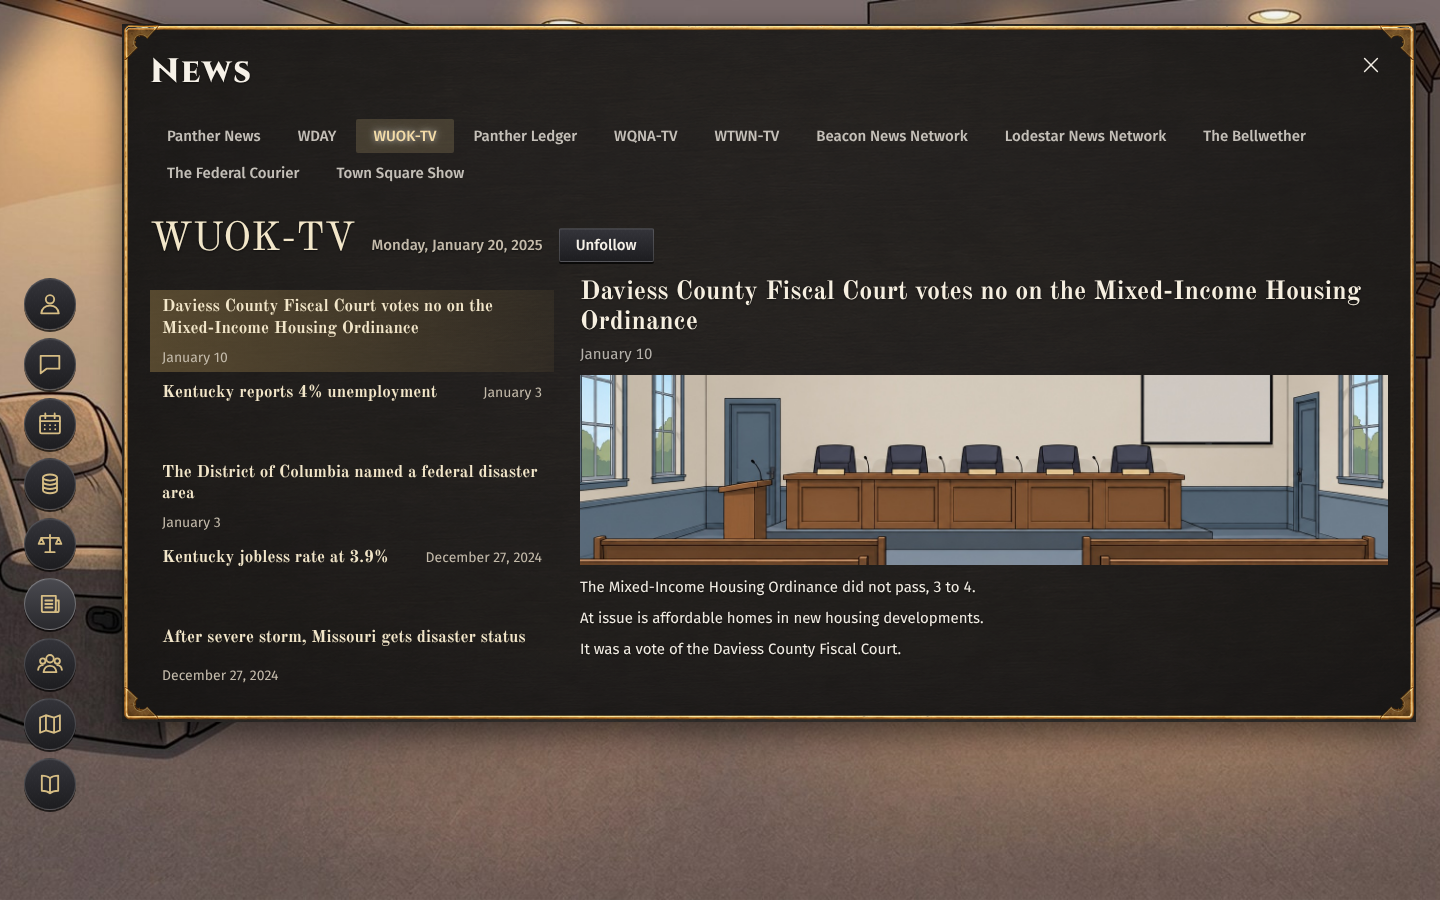 News
Panther News
WDAY
WUOK-TV
Panther Ledger
WQNA-TV
WTWN-TV
Beacon News Network
Lodestar News Network
The Bellwether
The Federal Courier
Town Square Show
WUOK-TV
Monday, January 20, 2025
Unfollow
Daviess County Fiscal Court votes no on the
Mixed-Income Housing Ordinance
January 10
Kentucky reports 4% unemployment
January 3
The District of Columbia named a federal disaster
area
January 3
Kentucky jobless rate at 3.9%
December 27, 2024
After severe storm, Missouri gets disaster status
December 27, 2024
Daviess County Fiscal Court votes no on the Mixed-Income Housing
Ordinance
January 10
The Mixed-Income Housing Ordinance did not pass, 3 to 4.
At issue is affordable homes in new housing developments.
It was a vote of the Daviess County Fiscal Court.